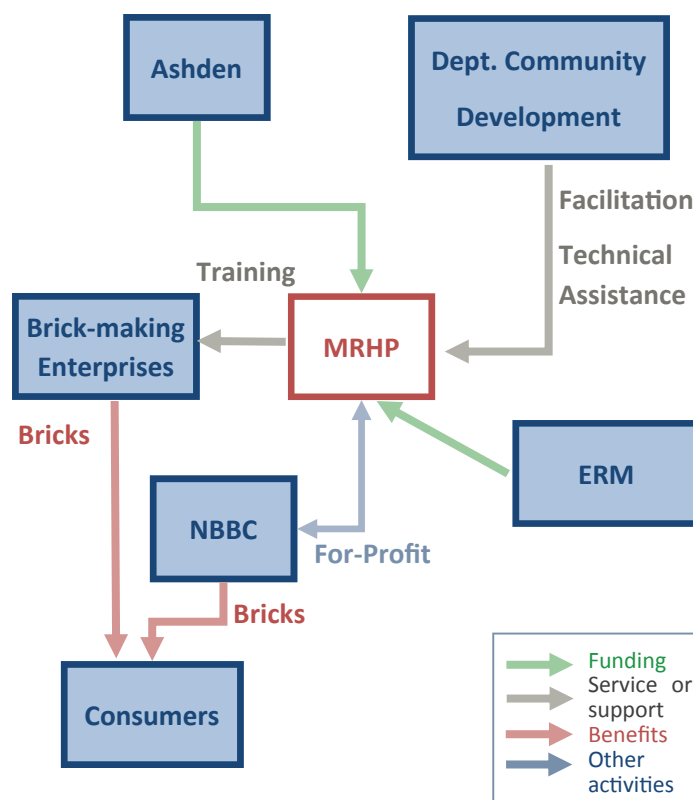 Ashden
Dept. Community
Development
Facilitation
Technical
Assistance
Training
Brick-making
Enterprises
MRHP
Bricks
ERM
NBBC
For-Profit
Bricks
Consumers
Funding
Service or
support
Benefits
Other
activities